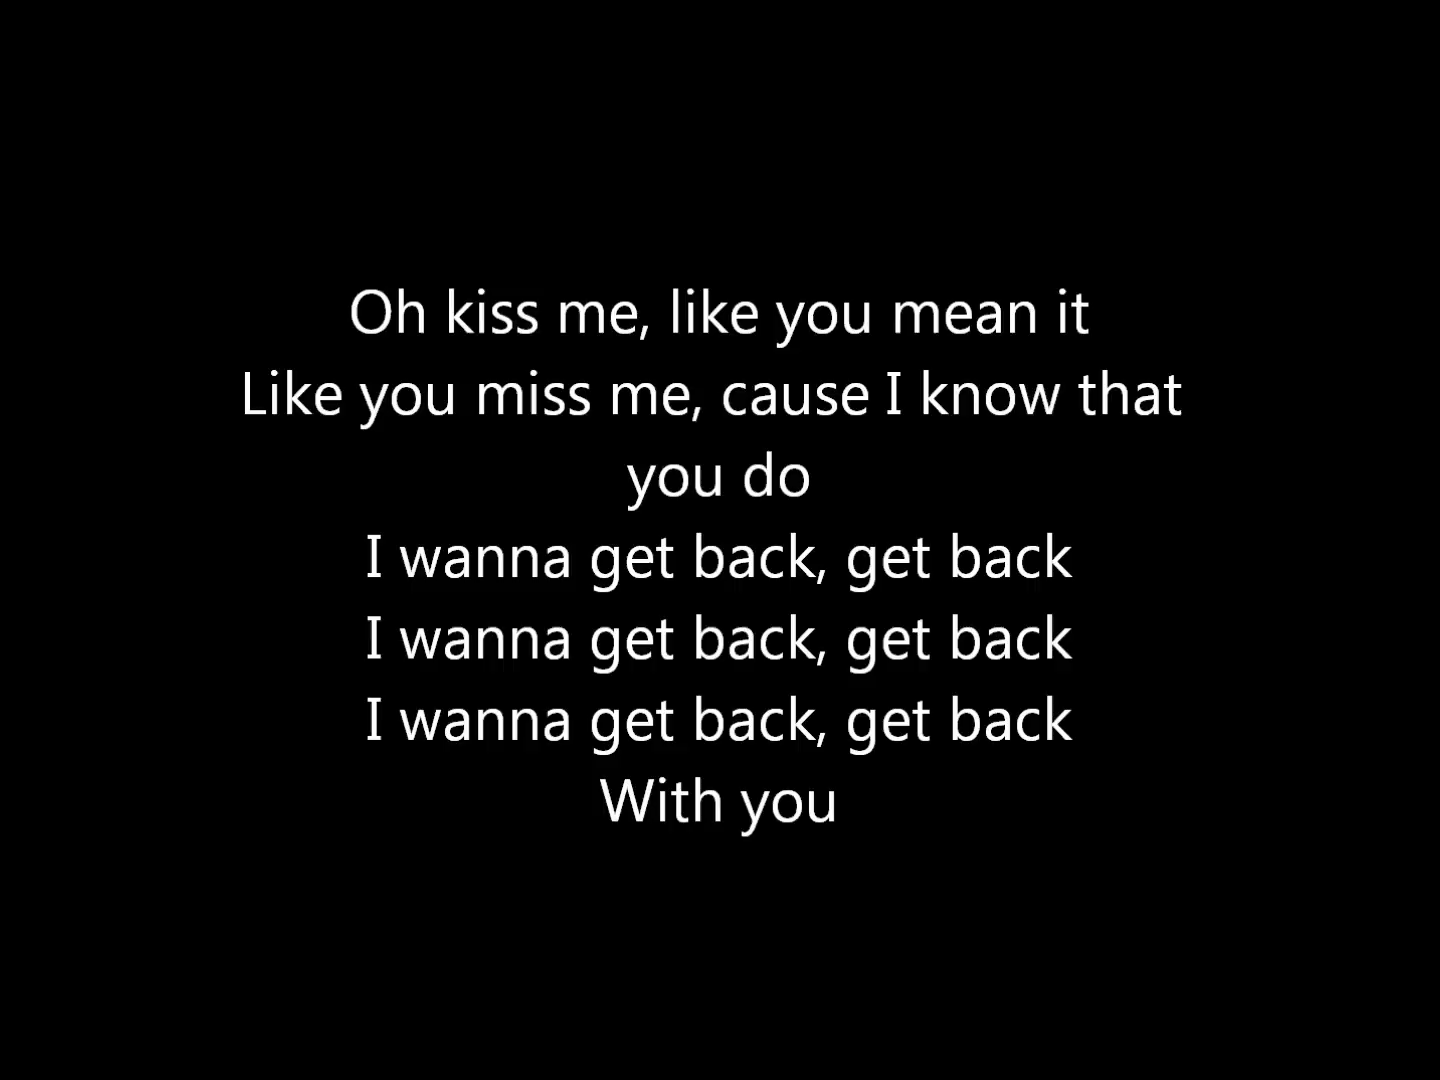 Oh kiss me, like you mean it
Like you miss me, cause I know that
you do
I wanna get back, get back
I wanna get back, get back
I wanna get back, get back
With you